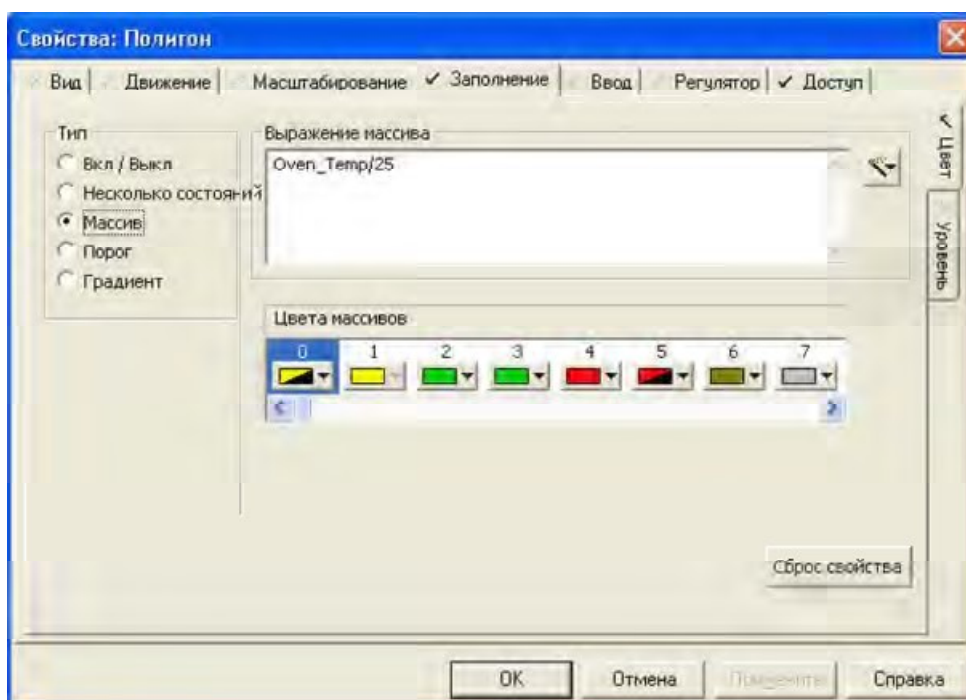 Свойства: Полигон
Вид Движение Масштабирование Заполнение Ввод Регулятор Доступ
Цвет
Уровень
Тип
Вкл / Выкл
Несколько состояний
Массив
Порог
Градиент
Выражение массива
Oven_Temp/25
Цвета массивов
0 1 2 3 4 5 6 7
Сброс свойства
OK Отмена Применить Справка